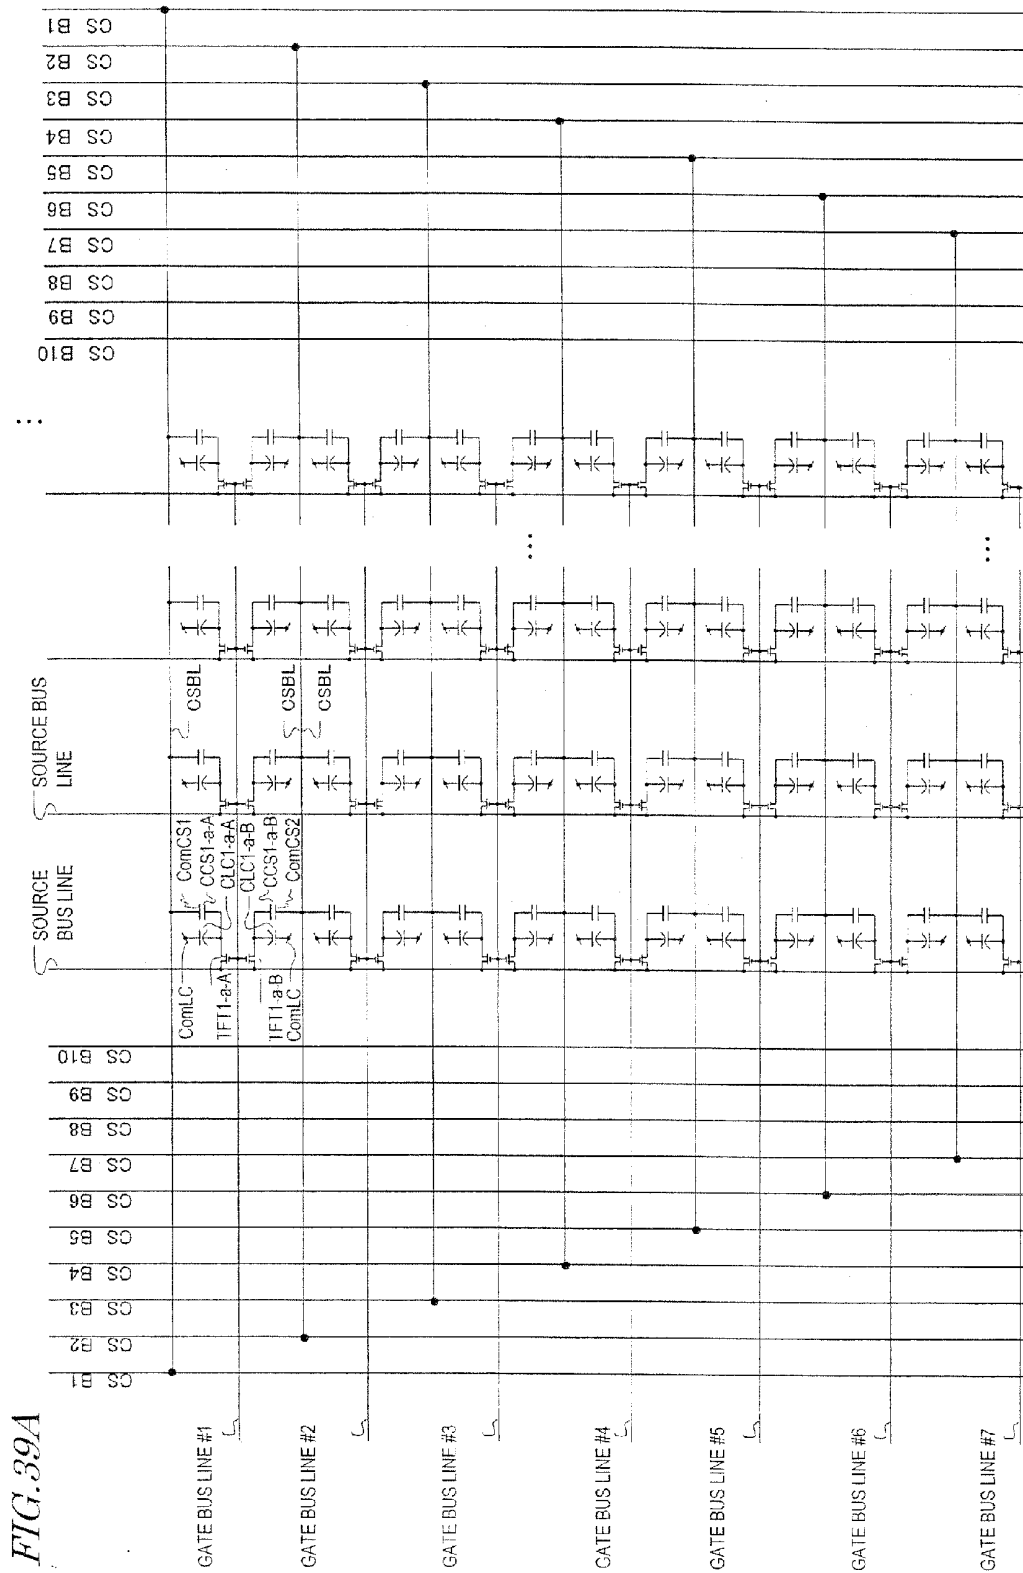 FIG.39A
CS B1
CS B2
CS B3
CS B4
CS B5
CS B6
CS B7
CS B8
CS B9
CS B10
...
SOURCE BUS
LINE
SOURCE
BUS LINE
CSBL
CSBL
CSBL
...
...
ComCS1
CCS1-a-A
CLC1-a-A
CLC1-a-B
CCS1-a-B
ComCS2
ComLC
TFT1-a-A
TFT1-a-B
ComLC
CS B10
CS B9
CS B8
CS B7
CS B6
CS B5
CS B4
CS B3
CS B2
CS B1
GATE BUS LINE #1
GATE BUS LINE #2
GATE BUS LINE #3
GATE BUS LINE #4
GATE BUS LINE #5
GATE BUS LINE #6
GATE BUS LINE #7